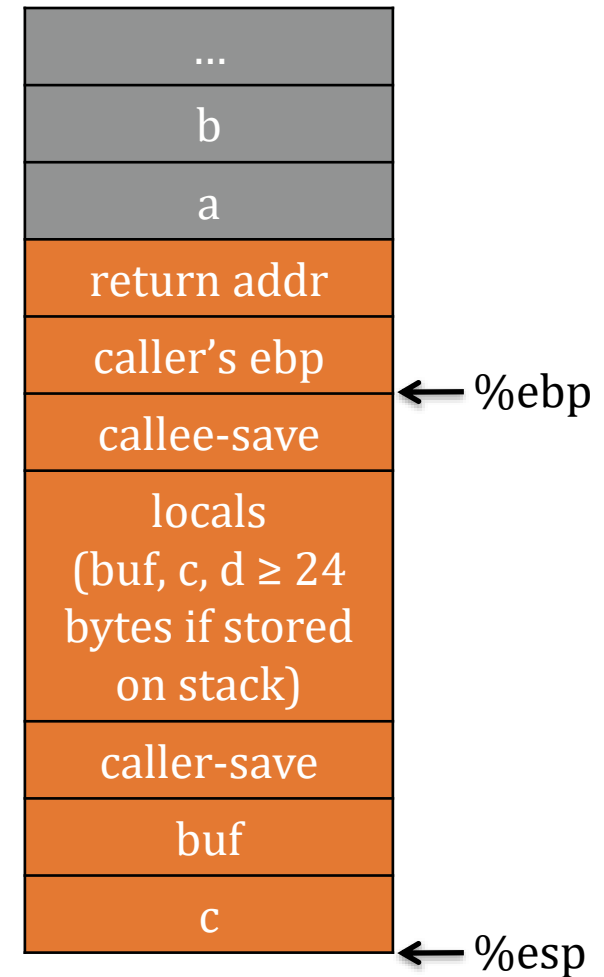 ...
b
a
return addr
caller’s ebp
%ebp
callee-save
locals
(buf, c, d ≥ 24
bytes if stored
on stack)
caller-save
buf
c
%esp